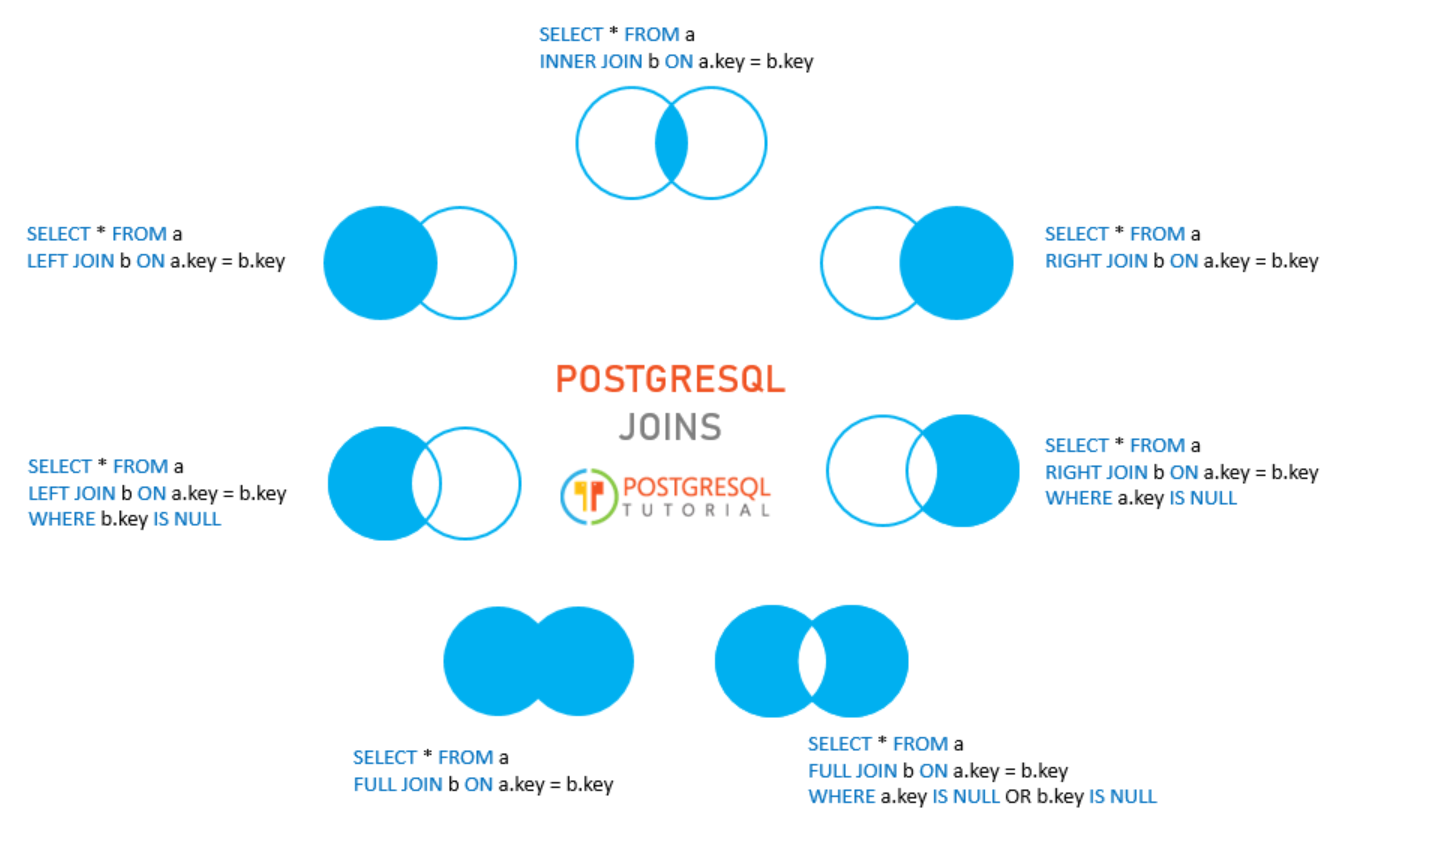 SELECT * FROM a
INNER JOIN b ON a.key = b.key
SELECT * FROM a
LEFT JOIN b ON a.key = b.key
SELECT * FROM a
RIGHT JOIN b ON a.key = b.key
POSTGRESQL
JOINS
POSTGRESQL
TUTORIAL
SELECT * FROM a
LEFT JOIN b ON a.key = b.key
WHERE b.key IS NULL
SELECT * FROM a
RIGHT JOIN b ON a.key = b.key
WHERE a.key IS NULL
SELECT * FROM a
FULL JOIN b ON a.key = b.key
SELECT * FROM a
FULL JOIN b ON a.key = b.key
WHERE a.key IS NULL OR b.key IS NULL